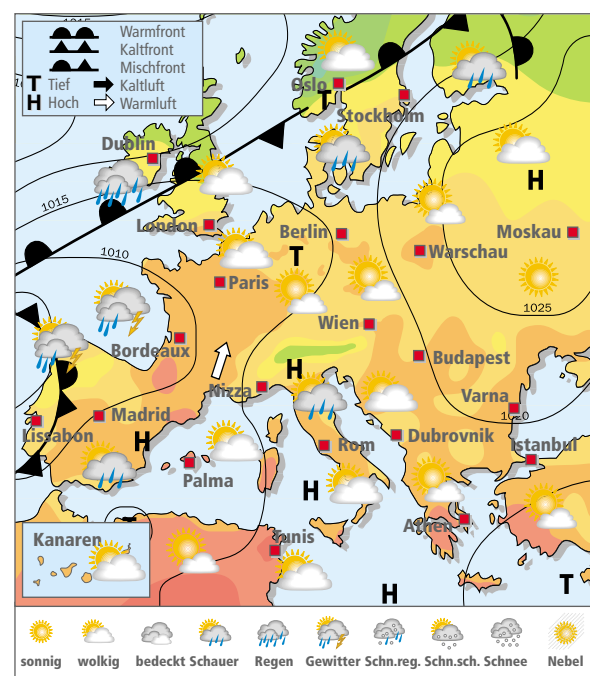 1015
Warmfront
Kaltfront
Mischfront
T Tief Kaltluft
H Hoch Warmluft
Oslo
T
Stockholm
Dublin
H
1015
London
Berlin
Moskau
1010
T
Warschau
Paris
1025
Wien
Bordeaux
Budapest
H
Nizza
Varna
1020
Madrid
Lissabon
H
Rom
Dubrovnik
Istanbul
Palma
H
Athen
Tunis
Kanaren
T
H
sonnig wolkig bedeckt Schauer Regen Gewitter Schn.reg. Schn.sch. Schnee Nebel